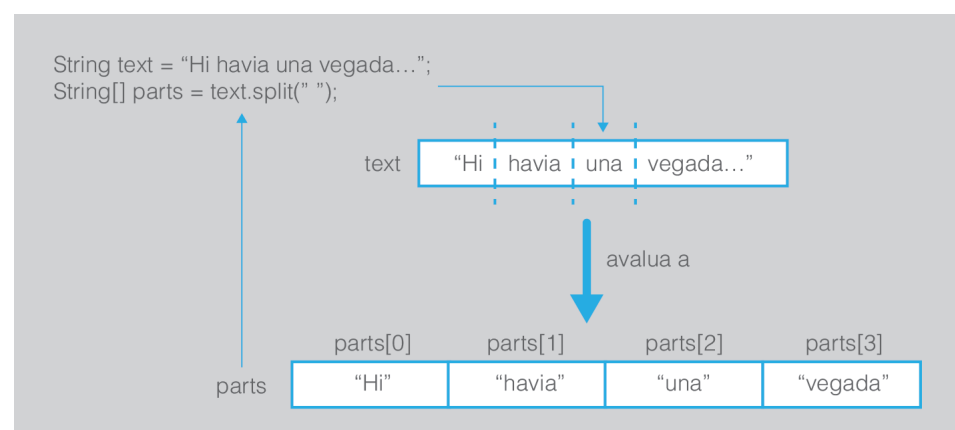 String text = “Hi havia una vegada…”;
String[] parts = text.split(” ”);
text “Hi havia una vegada…”
avalua a
parts[0] parts[1] parts[2] parts[3]
parts “Hi” “havia” “una” “vegada”